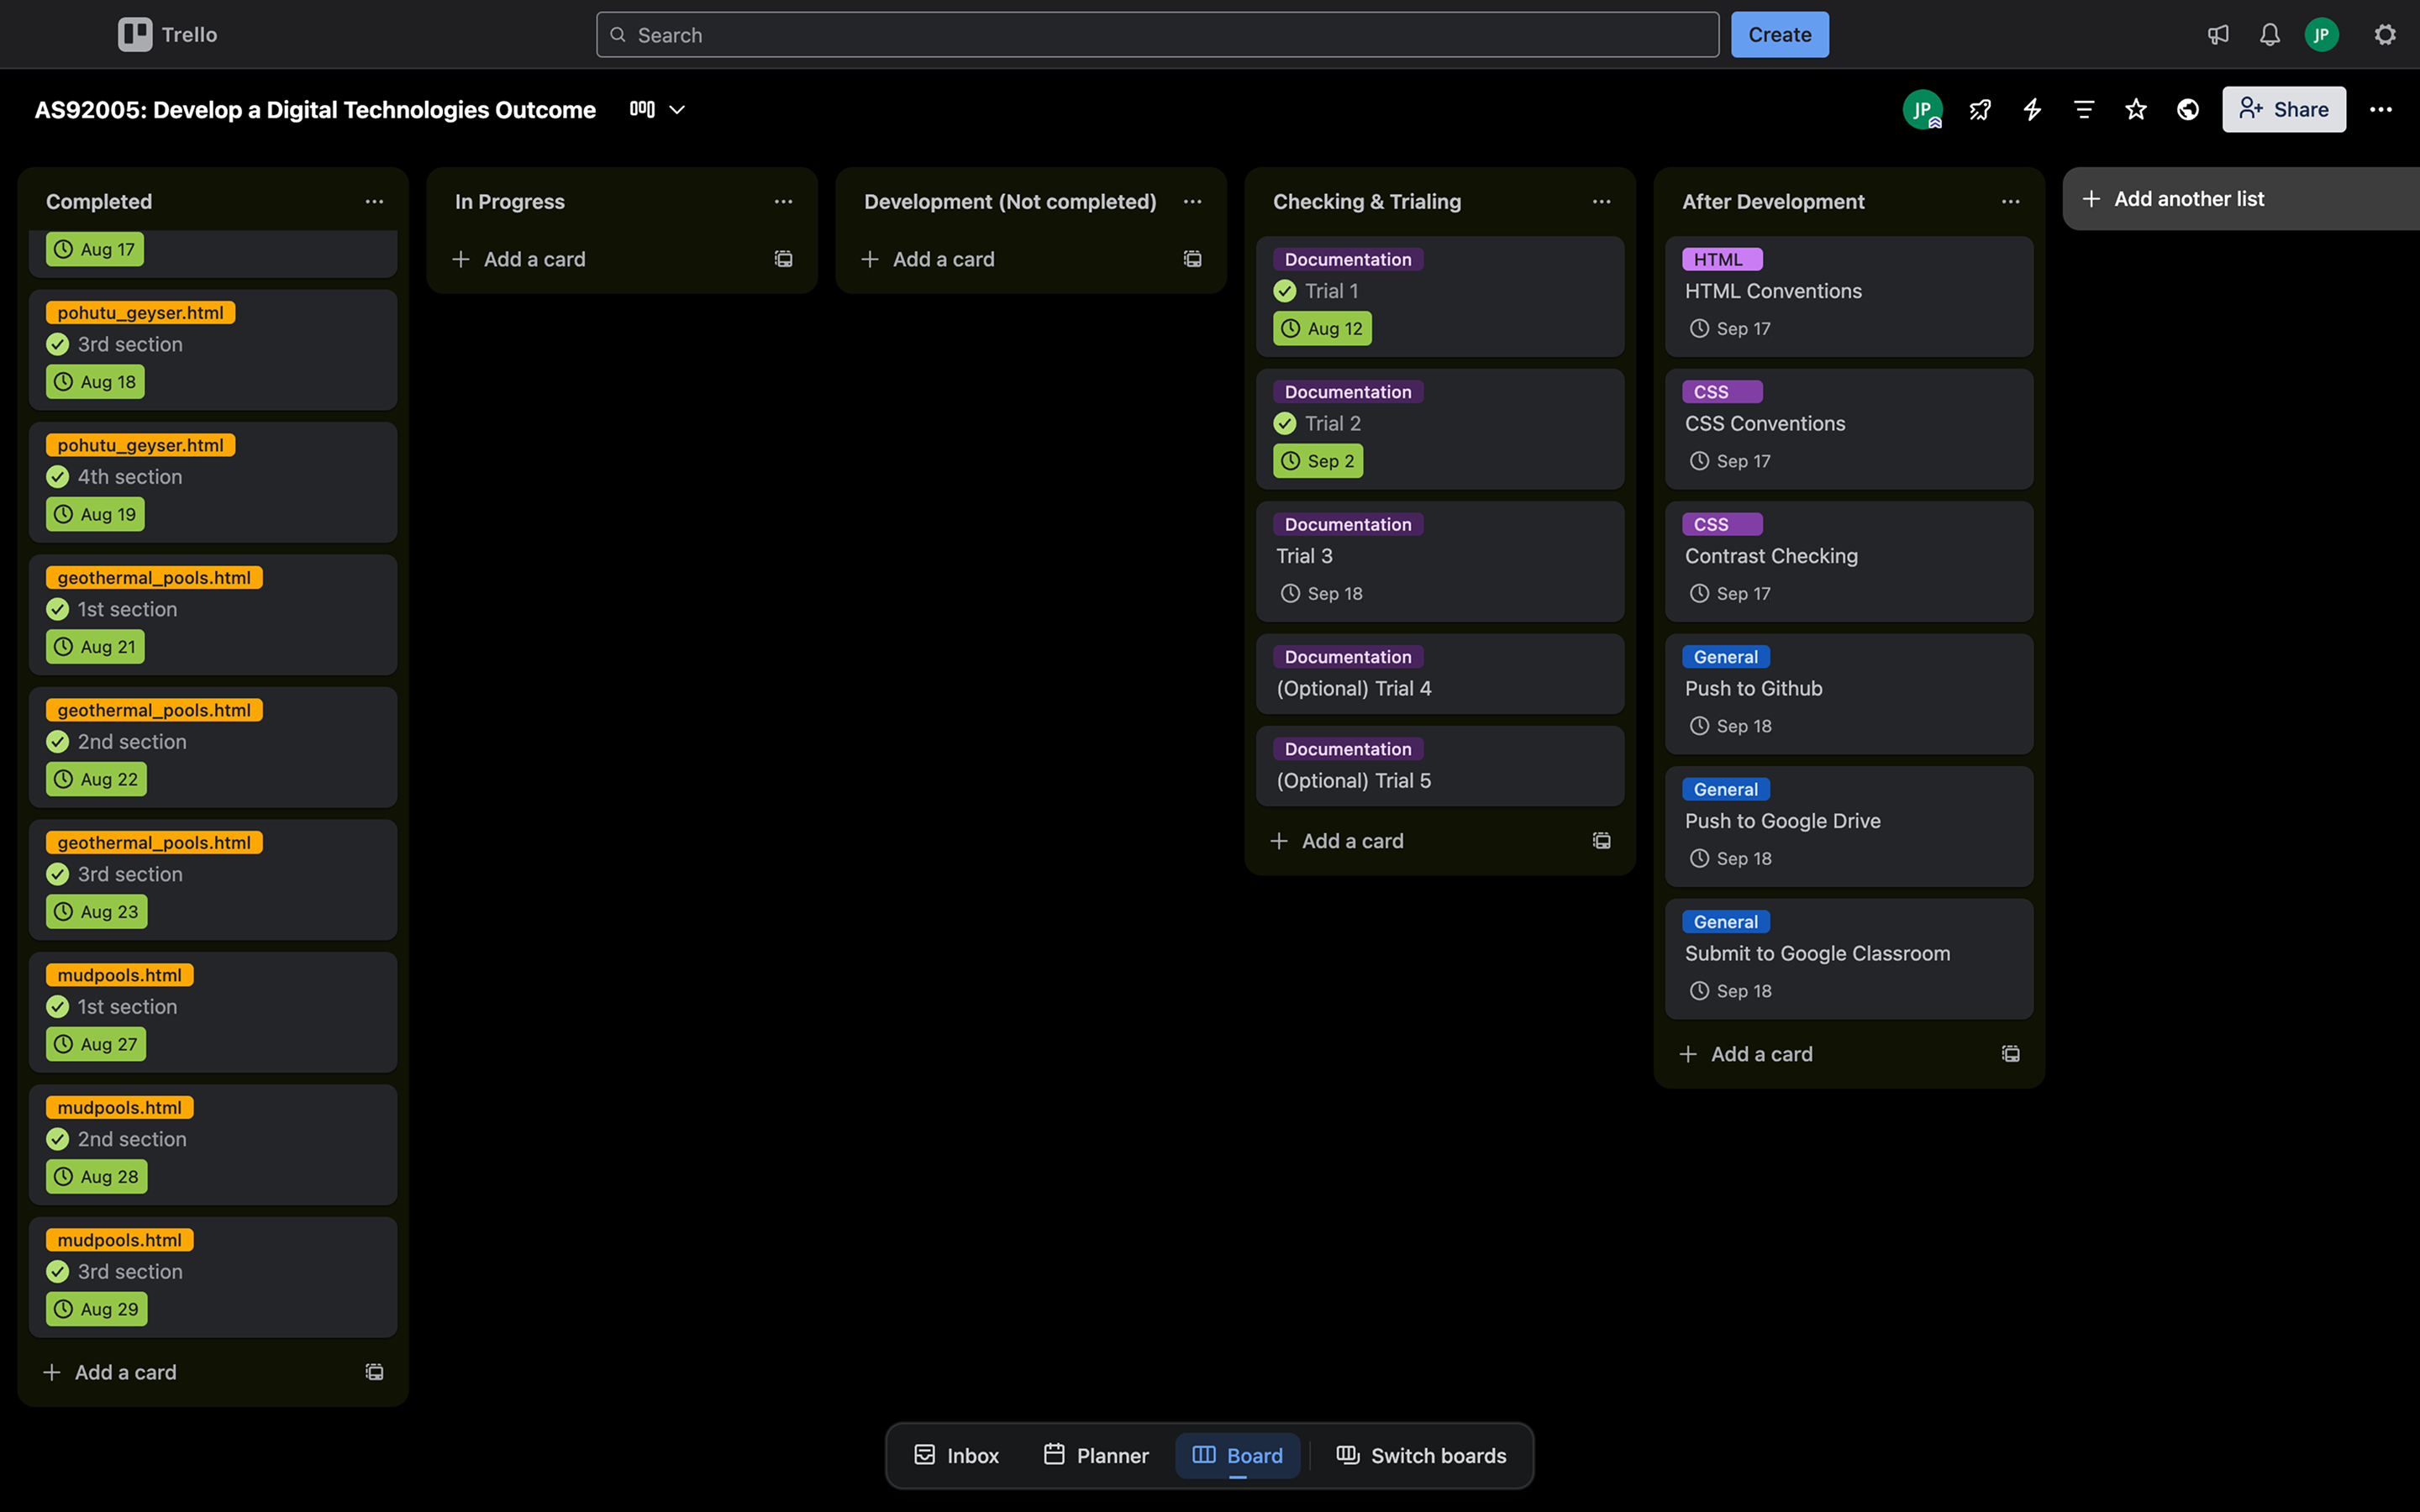 Trello
Search
Create
JP
AS92005: Develop a Digital Technologies Outcome
JP
Share
Completed
Aug 17
pohutu_geyser.html
3rd section
Aug 18
pohutu_geyser.html
4th section
Aug 19
geothermal_pools.html
1st section
Aug 21
geothermal_pools.html
2nd section
Aug 22
geothermal_pools.html
3rd section
Aug 23
mudpools.html
1st section
Aug 27
mudpools.html
2nd section
Aug 28
mudpools.html
3rd section
Aug 29
Add a card
In Progress
Add a card
Development (Not completed)
Add a card
Checking & Trialing
Documentation
Trial 1
Aug 12
Documentation
Trial 2
Sep 2
Documentation
Trial 3
Sep 18
Documentation
(Optional) Trial 4
Documentation
(Optional) Trial 5
Add a card
After Development
HTML
HTML Conventions
Sep 17
CSS
CSS Conventions
Sep 17
CSS
Contrast Checking
Sep 17
General
Push to Github
Sep 18
General
Push to Google Drive
Sep 18
General
Submit to Google Classroom
Sep 18
Add a card
Add another list
Inbox
Planner
Board
Switch boards